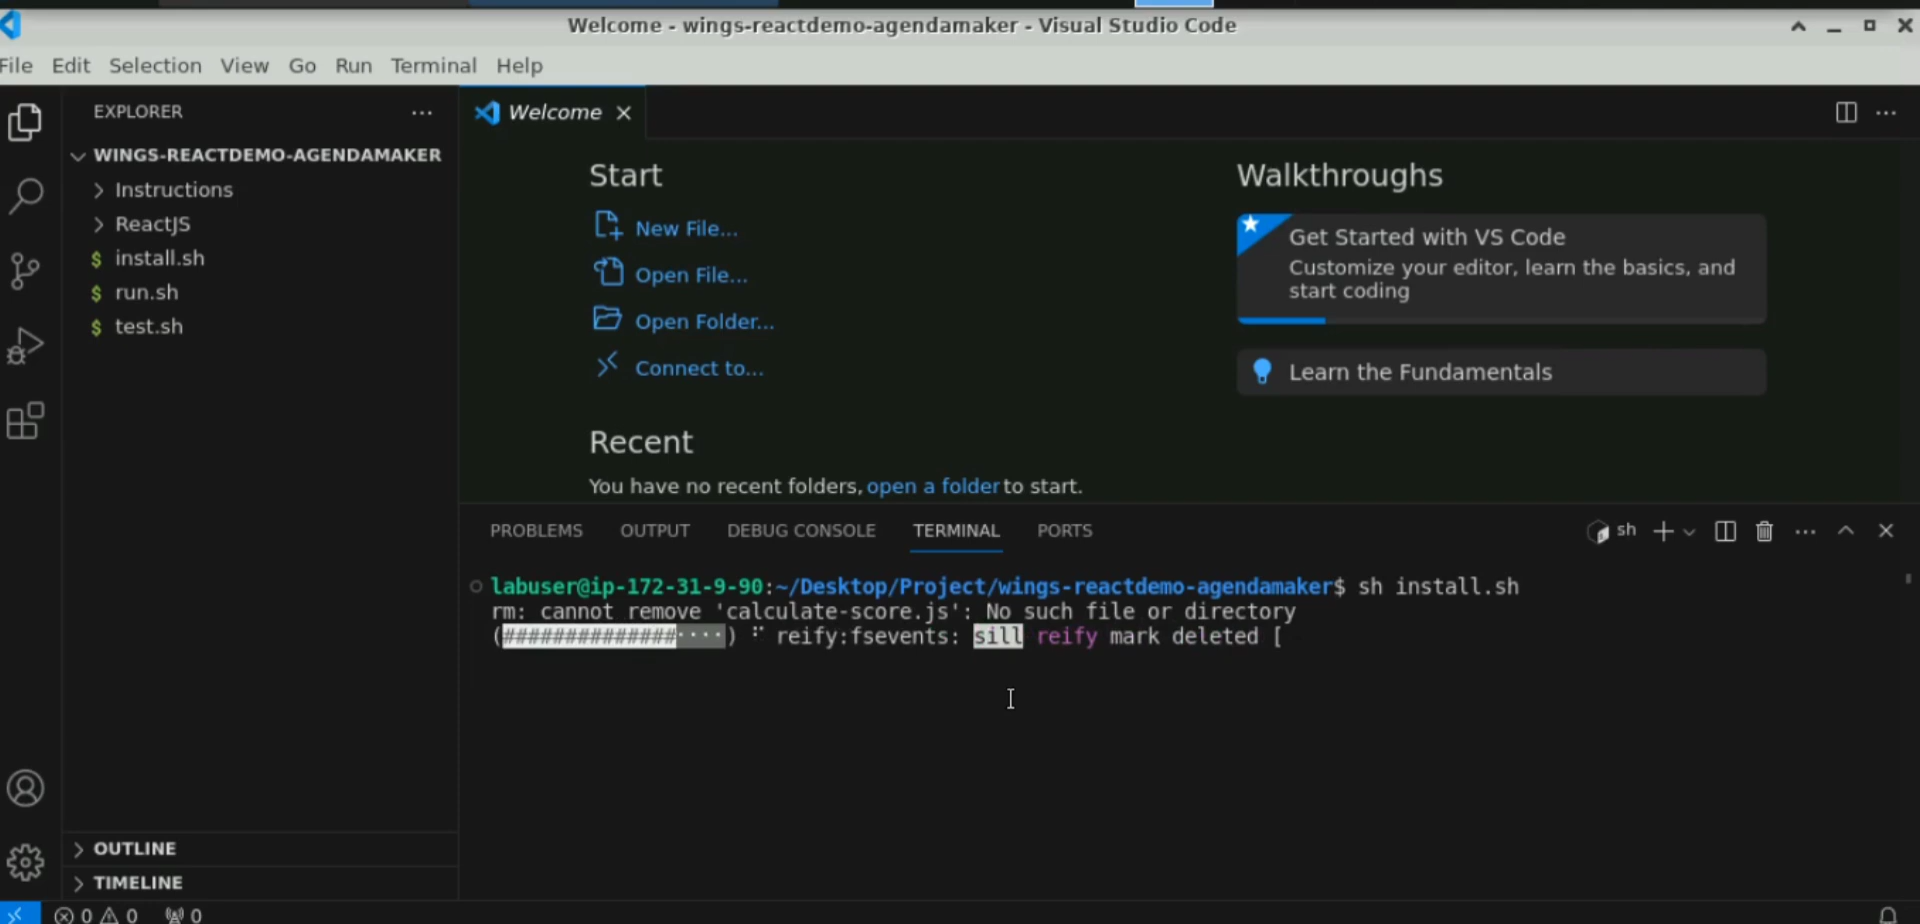 Welcome - wings-reactdemo-agendamaker - Visual Studio Code
File Edit Selection View Go Run Terminal Help
EXPLORER
WINGS-REACTDEMO-AGENDAMAKER
Instructions
ReactJS
$ install.sh
$ run.sh
$ test.sh
OUTLINE
TIMELINE
Welcome
Start
New File...
Open File...
Open Folder...
Connect to...
Recent
You have no recent folders, open a folder to start.
Walkthroughs
Get Started with VS Code
Customize your editor, learn the basics, and
start coding
Learn the Fundamentals
PROBLEMS OUTPUT DEBUG CONSOLE TERMINAL PORTS
sh
labuser@ip-172-31-9-90:~/Desktop/Project/wings-reactdemo-agendamaker$ sh install.sh
rm: cannot remove 'calculate-score.js': No such file or directory
(##############····) ⠋ reify:fsevents: sill reify mark deleted [
0 0 0